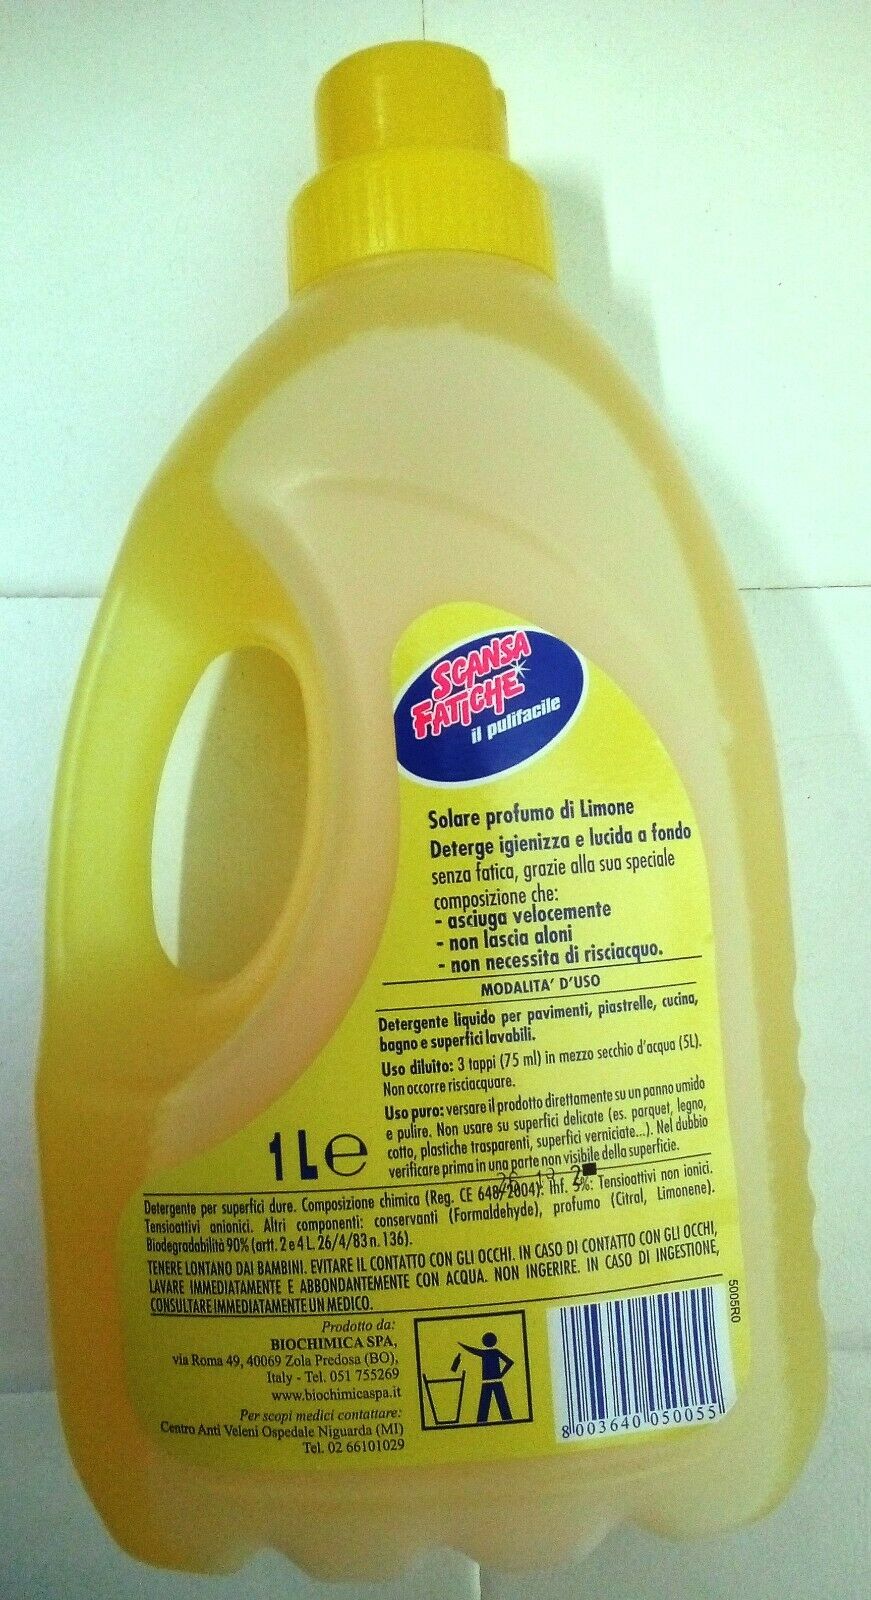 SCANSA
FATICHE
il pulifacile
Solare profumo di Limone
Deterge igienizza e lucida a fondo
senza fatica, grazie alla sua speciale
composizione che:
- asciuga velocemente
- non lascia aloni
- non necessita di risciacquo.
MODALITA' D'USO
Detergente liquido per pavimenti, piastrelle, cucina,
bagno e superfici lavabili.
Uso diluito: 3 tappi (75 ml) in mezzo secchio d'acqua (5L).
Non occorre risciacquare.
Uso puro: versare il prodotto direttamente su un panno umido
e pulire. Non usare su superfici delicate (es. parquet, legno,
cotto, plastiche trasparenti, superfici verniciate...). Nel dubbio
verificare prima in una parte non visibile della superficie.
1 L e
Detergente per superfici dure. Composizione chimica (Reg. CE 648/2004): Inf. 5%: Tensioattivi non ionici.
Tensioattivi anionici. Altri componenti: conservanti (Formaldehyde), profumo (Citral, Limonene).
Biodegradabilità 90% (artt. 2 e 4 L. 26/4/83 n. 136).
TENERE LONTANO DAI BAMBINI. EVITARE IL CONTATTO CON GLI OCCHI. IN CASO DI CONTATTO CON GLI OCCHI,
LAVARE IMMEDIATAMENTE E ABBONDANTEMENTE CON ACQUA. NON INGERIRE. IN CASO DI INGESTIONE,
CONSULTARE IMMEDIATAMENTE UN MEDICO.
Prodotto da:
BIOCHIMICA SPA,
via Roma 49, 40069 Zola Predosa (BO),
Italy - Tel. 051 755269
www.biochimicaspa.it
Per scopi medici contattare:
Centro Anti Veleni Ospedale Niguarda (MI)
Tel. 02 66101029
5005R0
8 003640 050055